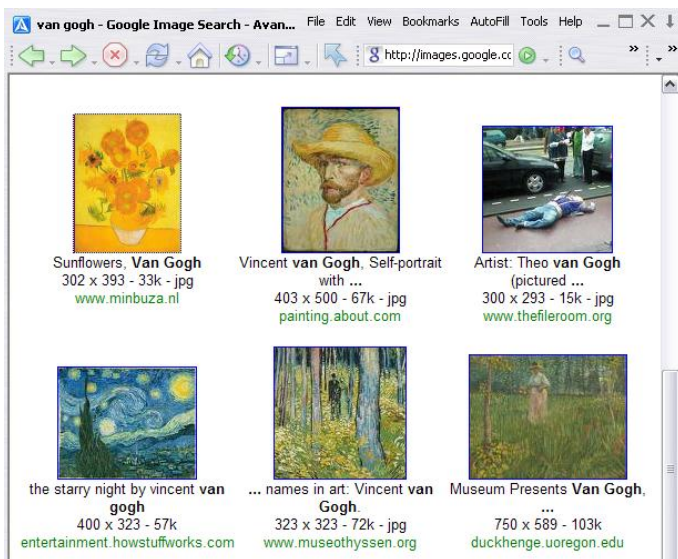 van gogh - Google Image Search - Avan... File Edit View Bookmarks AutoFill Tools Help
http://images.google.cc
Sunflowers, Van Gogh
302 x 393 - 33k - jpg
www.minbuza.nl
Vincent van Gogh, Self-portrait
with ...
403 x 500 - 67k - jpg
painting.about.com
Artist: Theo van Gogh
(pictured ...
300 x 293 - 15k - jpg
www.thefileroom.org
the starry night by vincent van
gogh
400 x 323 - 57k
entertainment.howstuffworks.com
... names in art: Vincent van
Gogh.
323 x 323 - 72k - jpg
www.museothyssen.org
Museum Presents Van Gogh,
...
750 x 589 - 103k
duckhenge.uoregon.edu